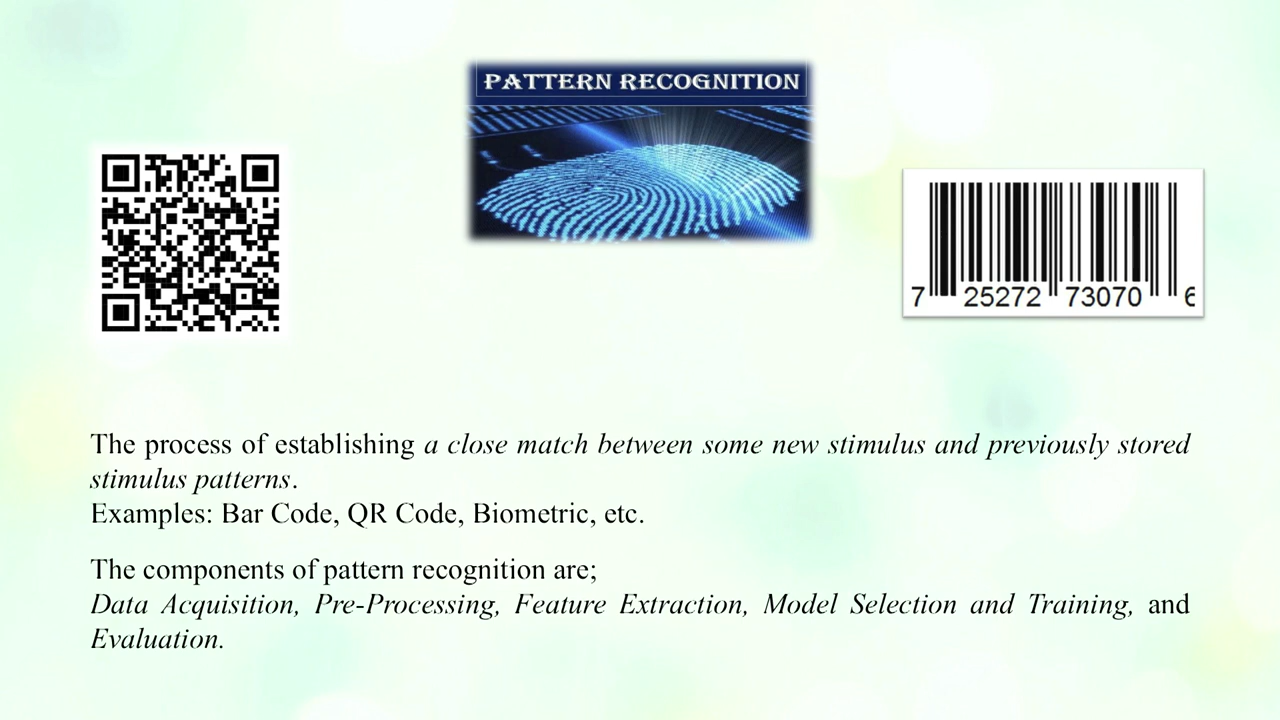 PATTERN RECOGNITION
7 25272 73070 6
The process of establishing a close match between some new stimulus and previously stored
stimulus patterns.
Examples: Bar Code, QR Code, Biometric, etc.
The components of pattern recognition are;
Data Acquisition, Pre-Processing, Feature Extraction, Model Selection and Training, and
Evaluation.